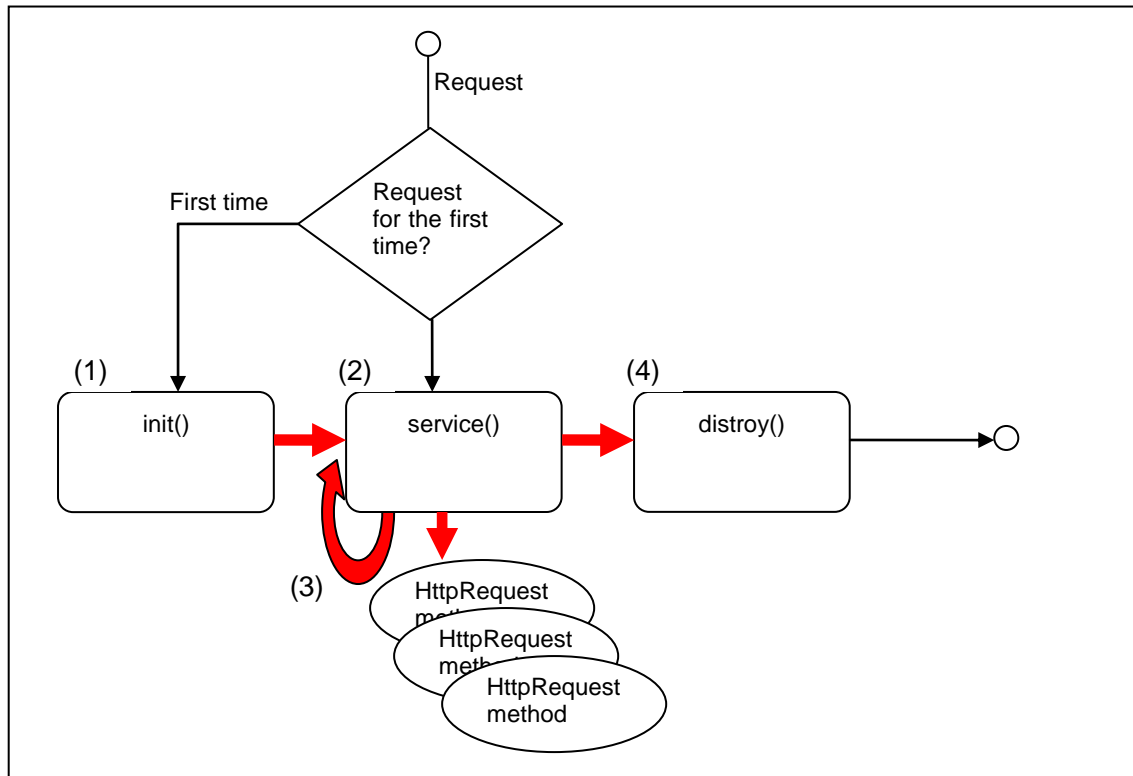 Request
Request
for the first
time?
First time
(1)
(2)
(4)
init()
service()
distroy()
(3)
HttpRequest
HttpRequest
HttpRequest
method